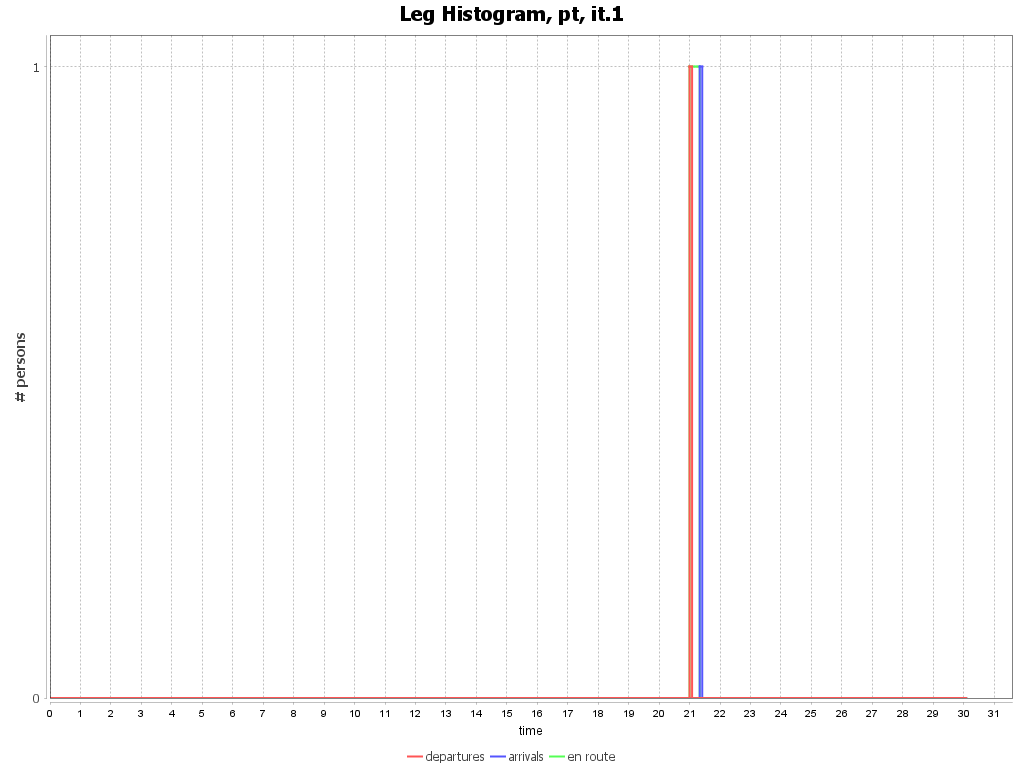 Leg Histogram, pt, it.1
# persons
1
0
0 1 2 3 4 5 6 7 8 9 10 11 12 13 14 15 16 17 18 19 20 21 22 23 24 25 26 27 28 29 30 31
time
departures arrivals en route